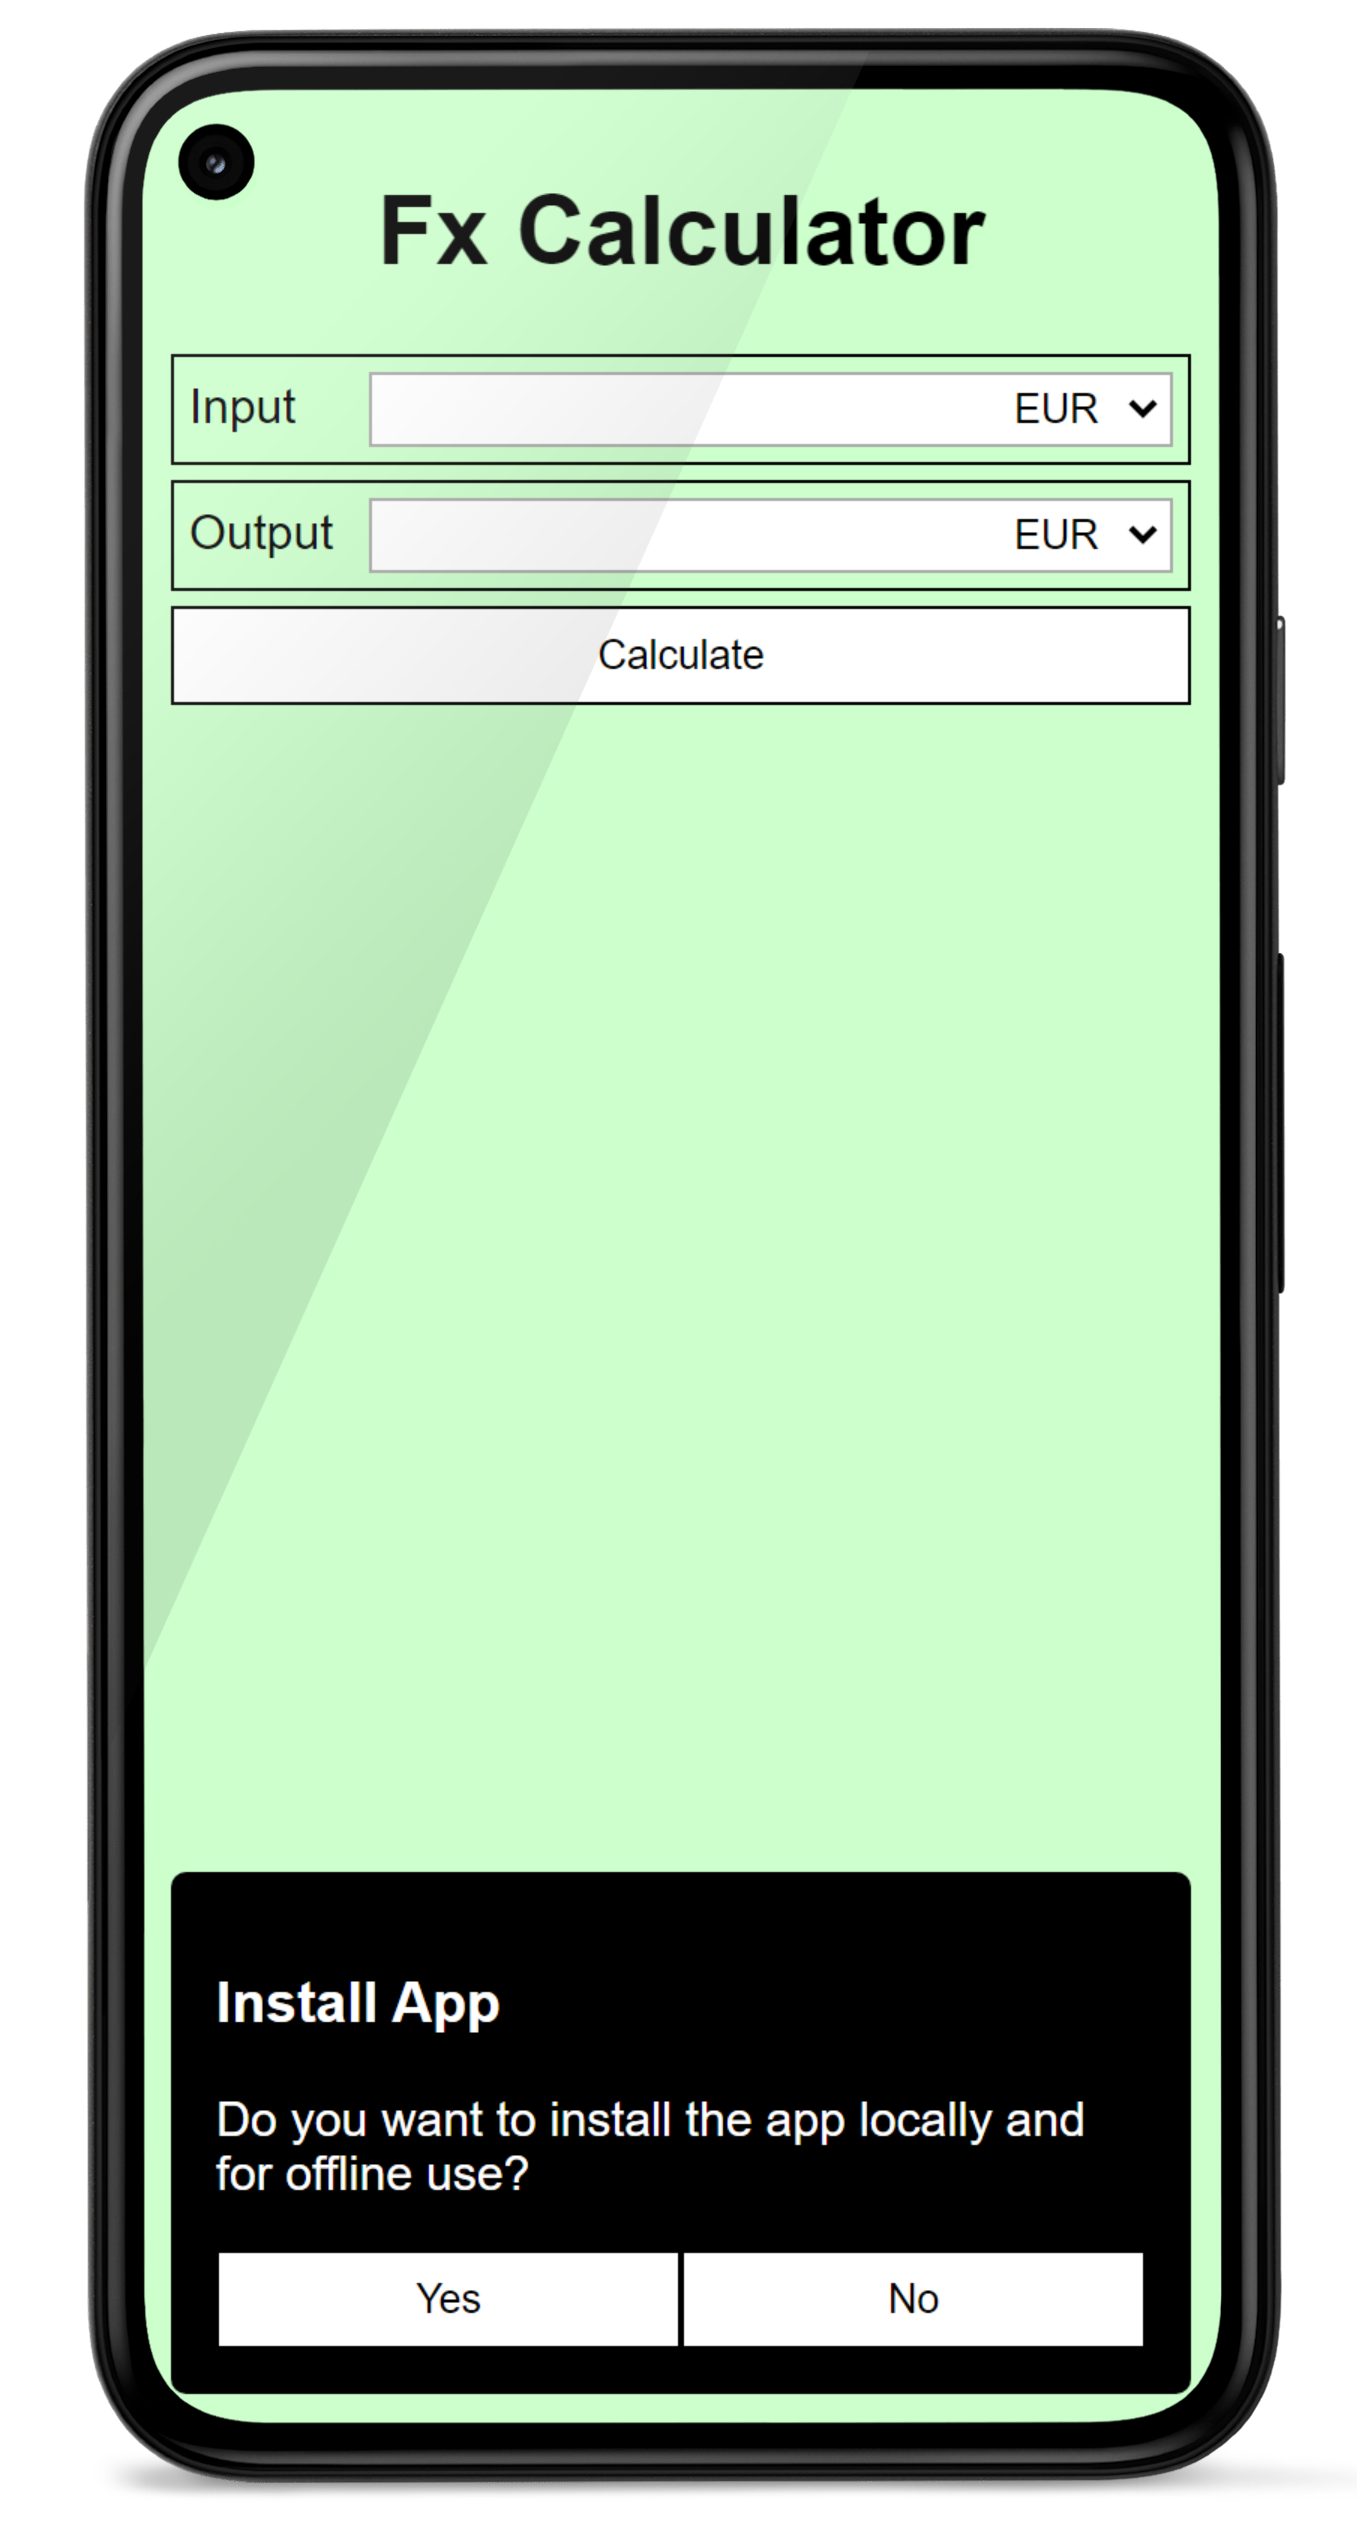 Fx Calculator
Input EUR
Output EUR
Calculate
Install App
Do you want to install the app locally and
for offline use?
Yes No